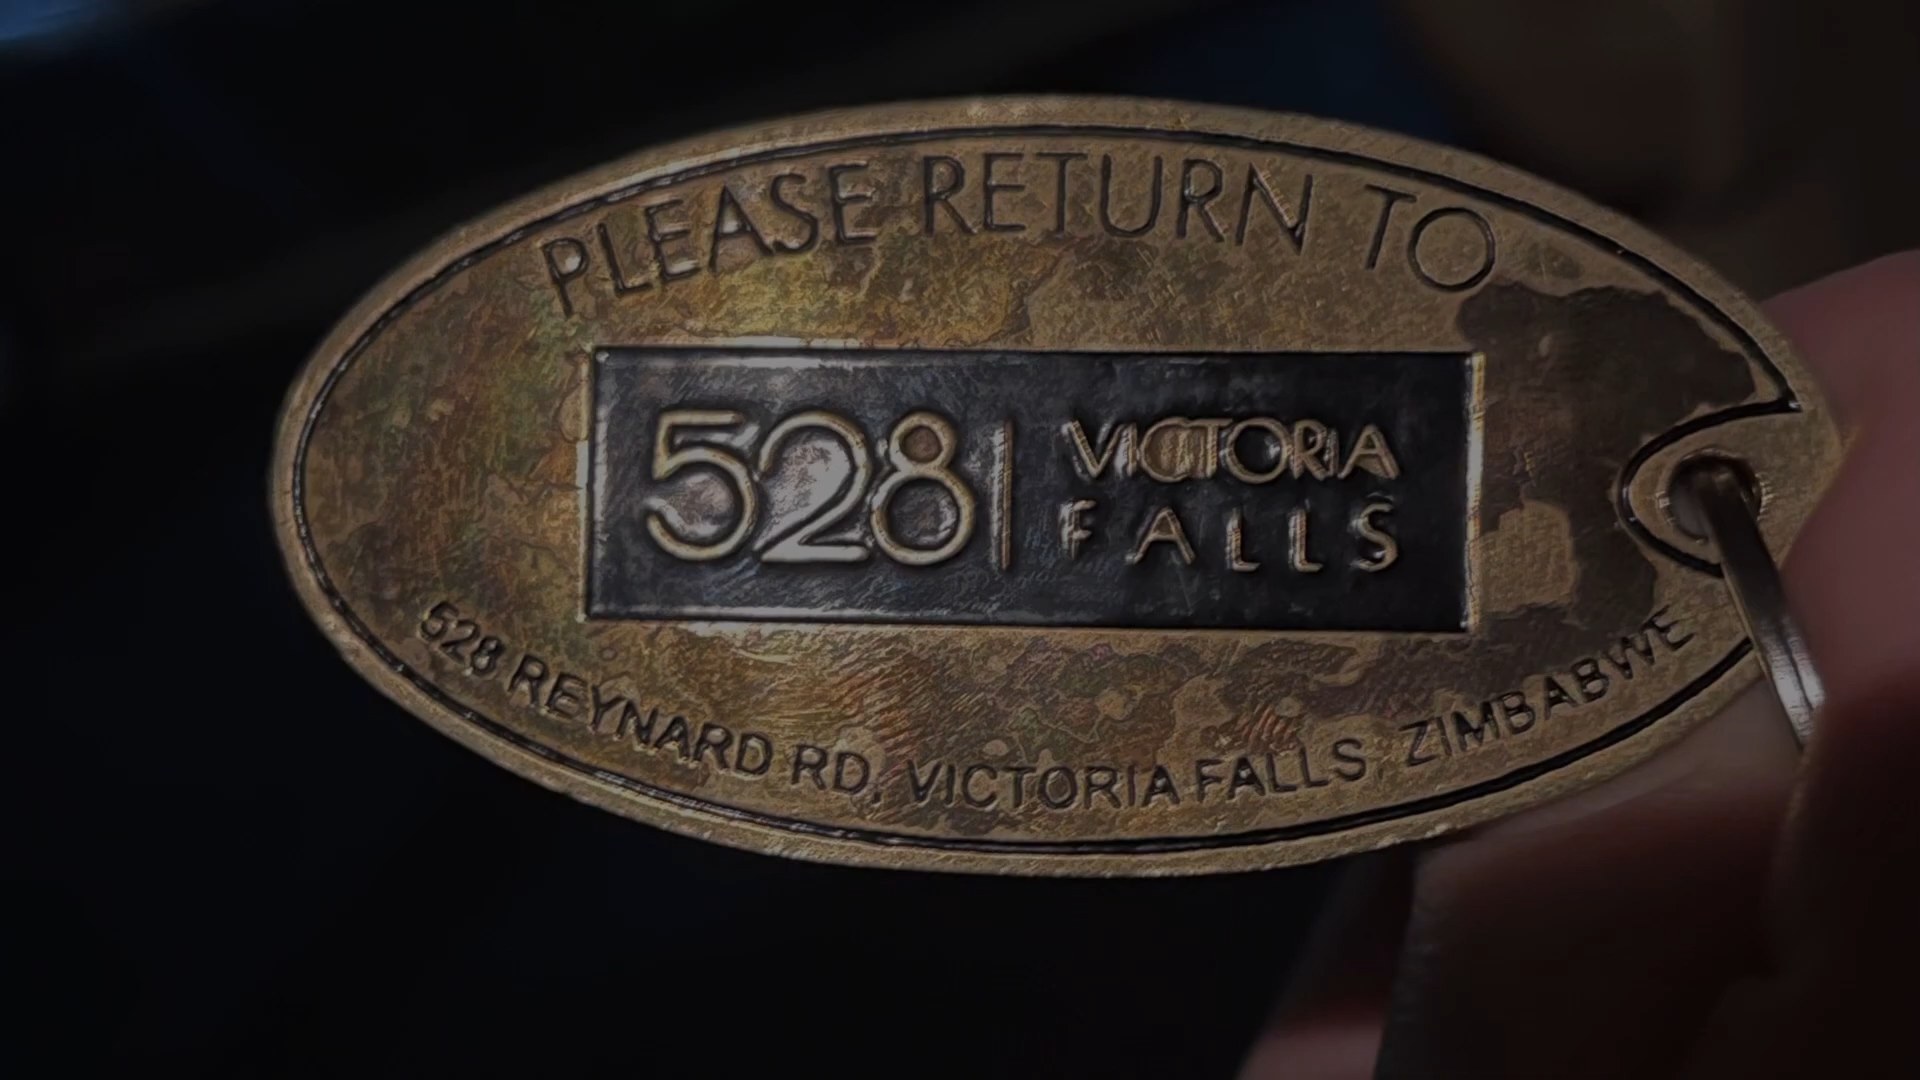 PLEASE RETURN TO
528 | VICTORIA
FALLS
528 REYNARD RD, VICTORIA FALLS, ZIMBABWE